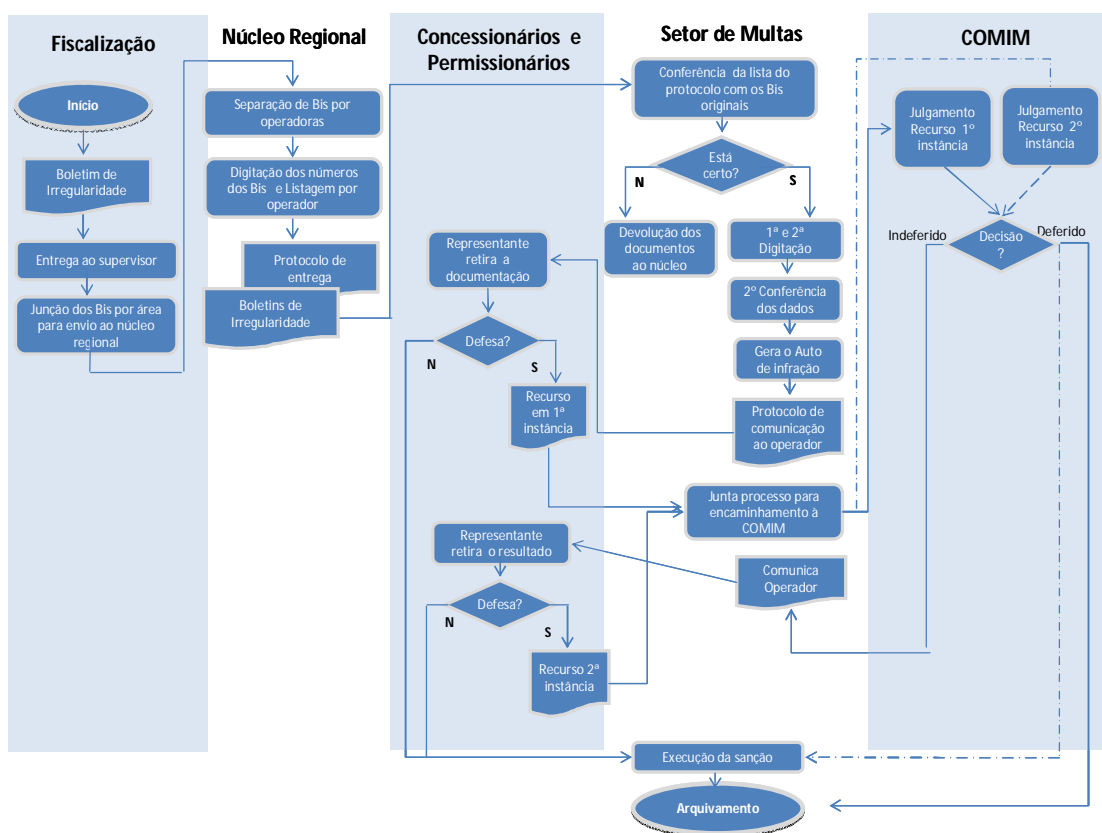 Fiscalização
Núcleo Regional
Concessionários e
Permissionários
Setor de Multas
COMIM
Início
Boletim de
Irregularidade
Entrega ao supervisor
Junção dos Bis por área
para envio ao núcleo
regional
Separação de Bis por
operadoras
Digitação dos números
dos Bis e Listagem por
operador
Protocolo de
entrega
Boletins de
Irregularidade
Representante
retira a
documentação
Defesa?
N
S
Recurso
em 1ª
instância
Representante
retira o resultado
Defesa?
N
S
Recurso 2ª
instância
Conferência da lista do
protocolo com os Bis
originais
Está
certo?
N
S
Devolução dos
documentos
ao núcleo
1ª e 2ª
Digitação
2º Conferência
dos dados
Gera o Auto
de infração
Protocolo de
comunicação
ao operador
Junta processo para
encaminhamento à
COMIM
Comunica
Operador
Execução da sanção
Arquivamento
Julgamento
Recurso 1º
instância
Julgamento
Recurso 2º
instância
Indeferido
Decisão
?
Deferido